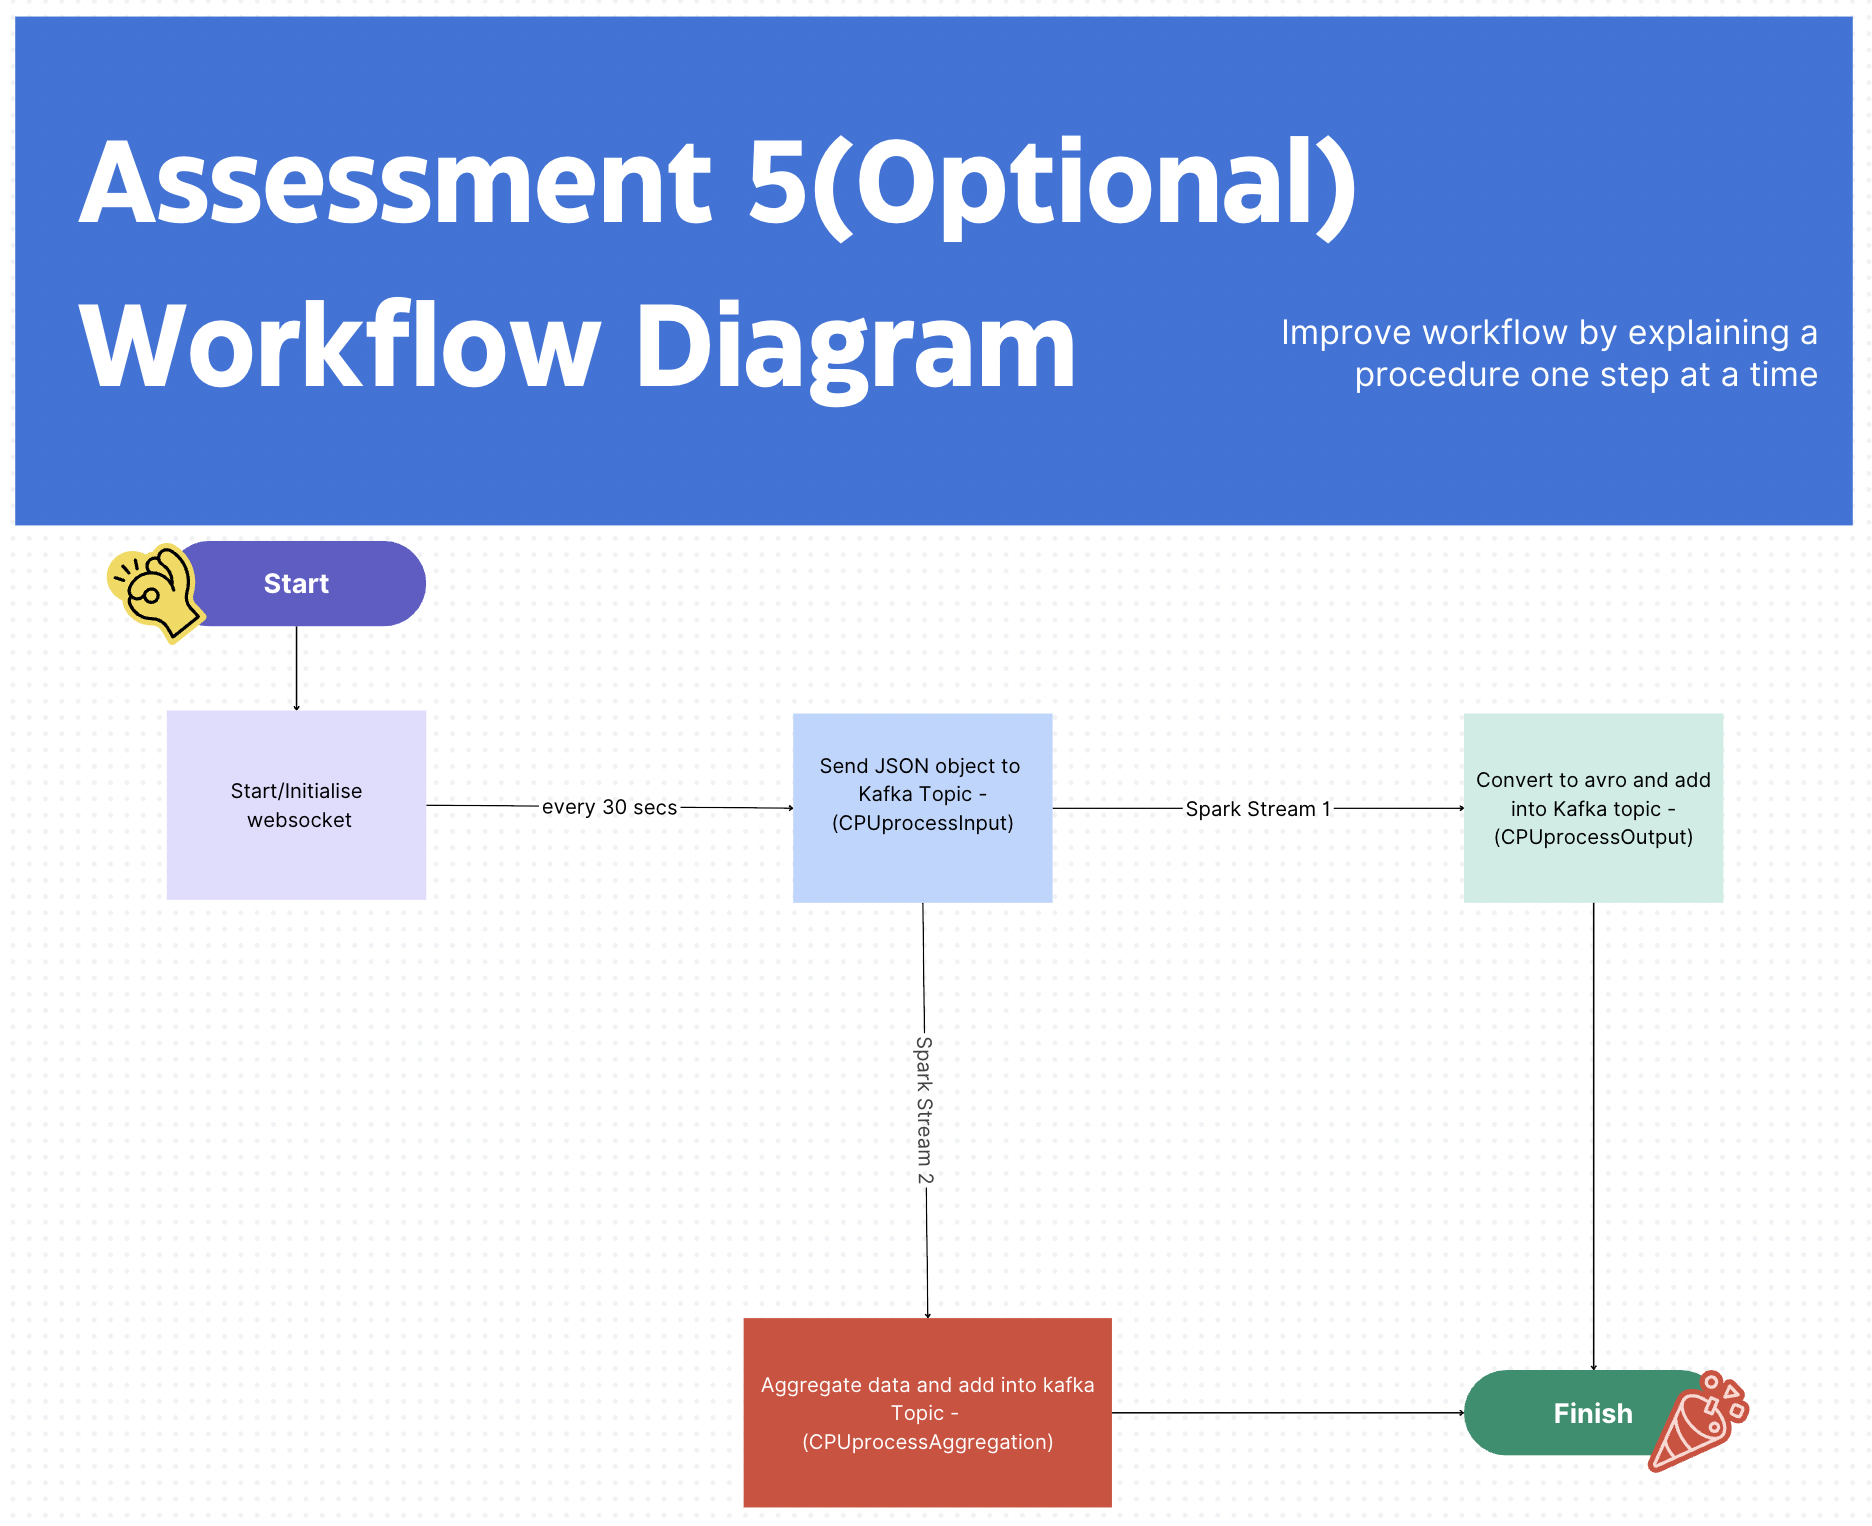 Assessment 5(Optional)
Workflow Diagram
Improve workflow by explaining a
procedure one step at a time
Start
Start/Initialise
websocket
every 30 secs
Send JSON object to
Kafka Topic -
(CPUprocessInput)
Spark Stream 1
Convert to avro and add
into Kafka topic -
(CPUprocessOutput)
Spark Stream 2
Aggregate data and add into kafka
Topic -
(CPUprocessAggregation)
Finish